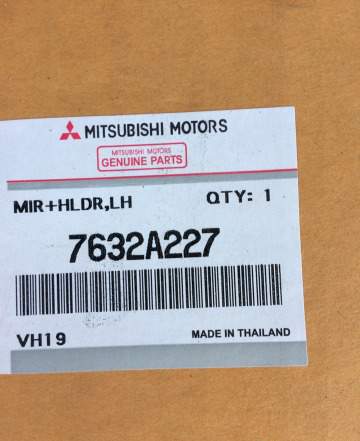 MITSUBISHI MOTORS
MITSUBISHI MOTORS
GENUINE PARTS
MIR+HLDR,LH QTY: 1
7632A227
VH19 MADE IN THAILAND